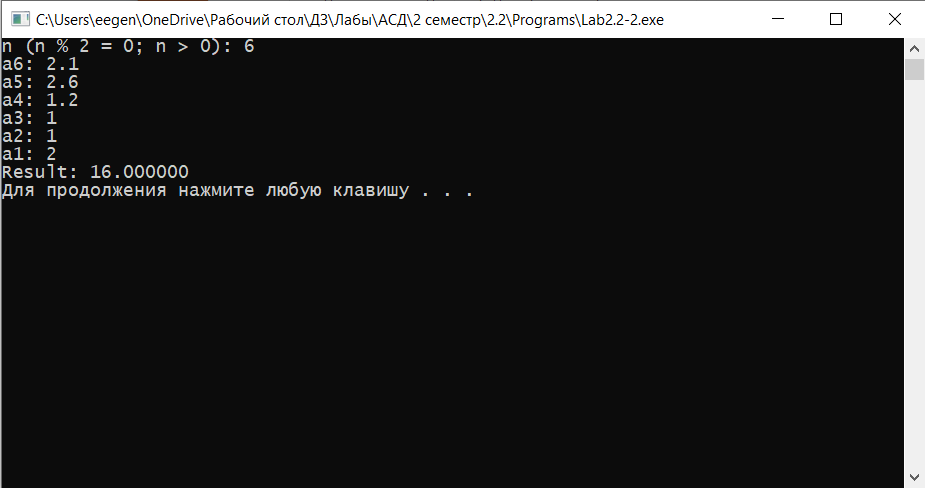 C:\Users\eegen\OneDrive\Рабочий стол\ДЗ\Лабы\АСД\2 семестр\2.2\Programs\Lab2.2-2.exe
n (n % 2 = 0; n > 0): 6
a6: 2.1
a5: 2.6
a4: 1.2
a3: 1
a2: 1
a1: 2
Result: 16.000000
Для продолжения нажмите любую клавишу . . .